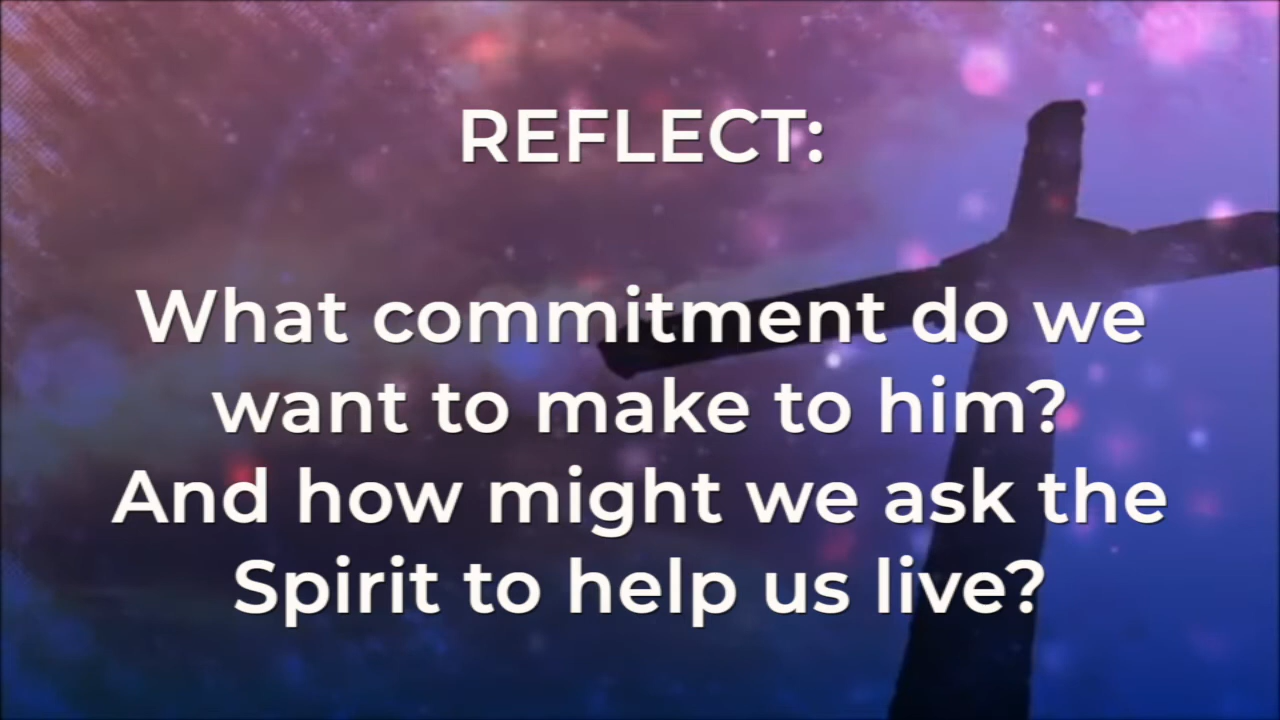 REFLECT:
What commitment do we
want to make to him?
And how might we ask the
Spirit to help us live?